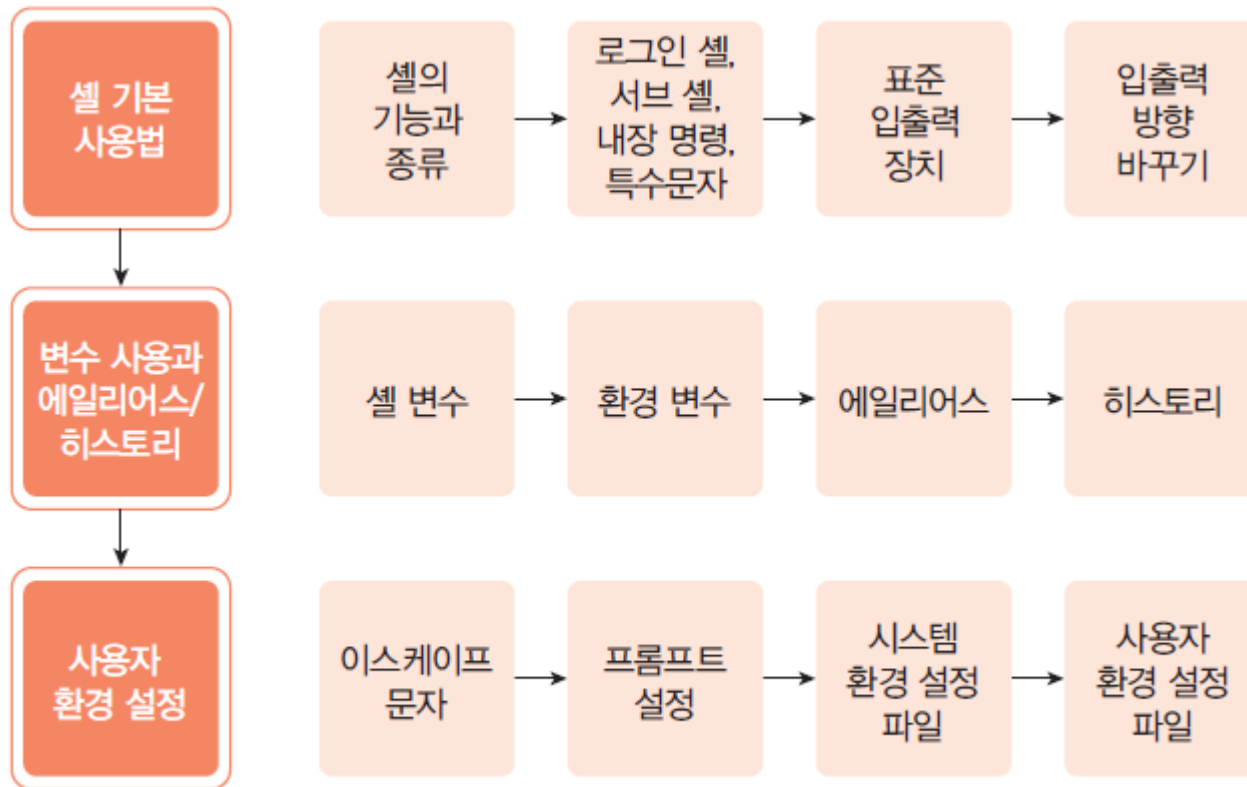 셸 기본
사용법
셸의
기능과
종류
로그인 셸,
서브 셸,
내장 명령,
특수문자
표준
입출력
장치
입출력
방향
바꾸기
변수 사용과
에일리어스/
히스토리
셸 변수
환경 변수
에일리어스
히스토리
사용자
환경 설정
이스케이프
문자
프롬프트
설정
시스템
환경 설정
파일
사용자
환경 설정
파일